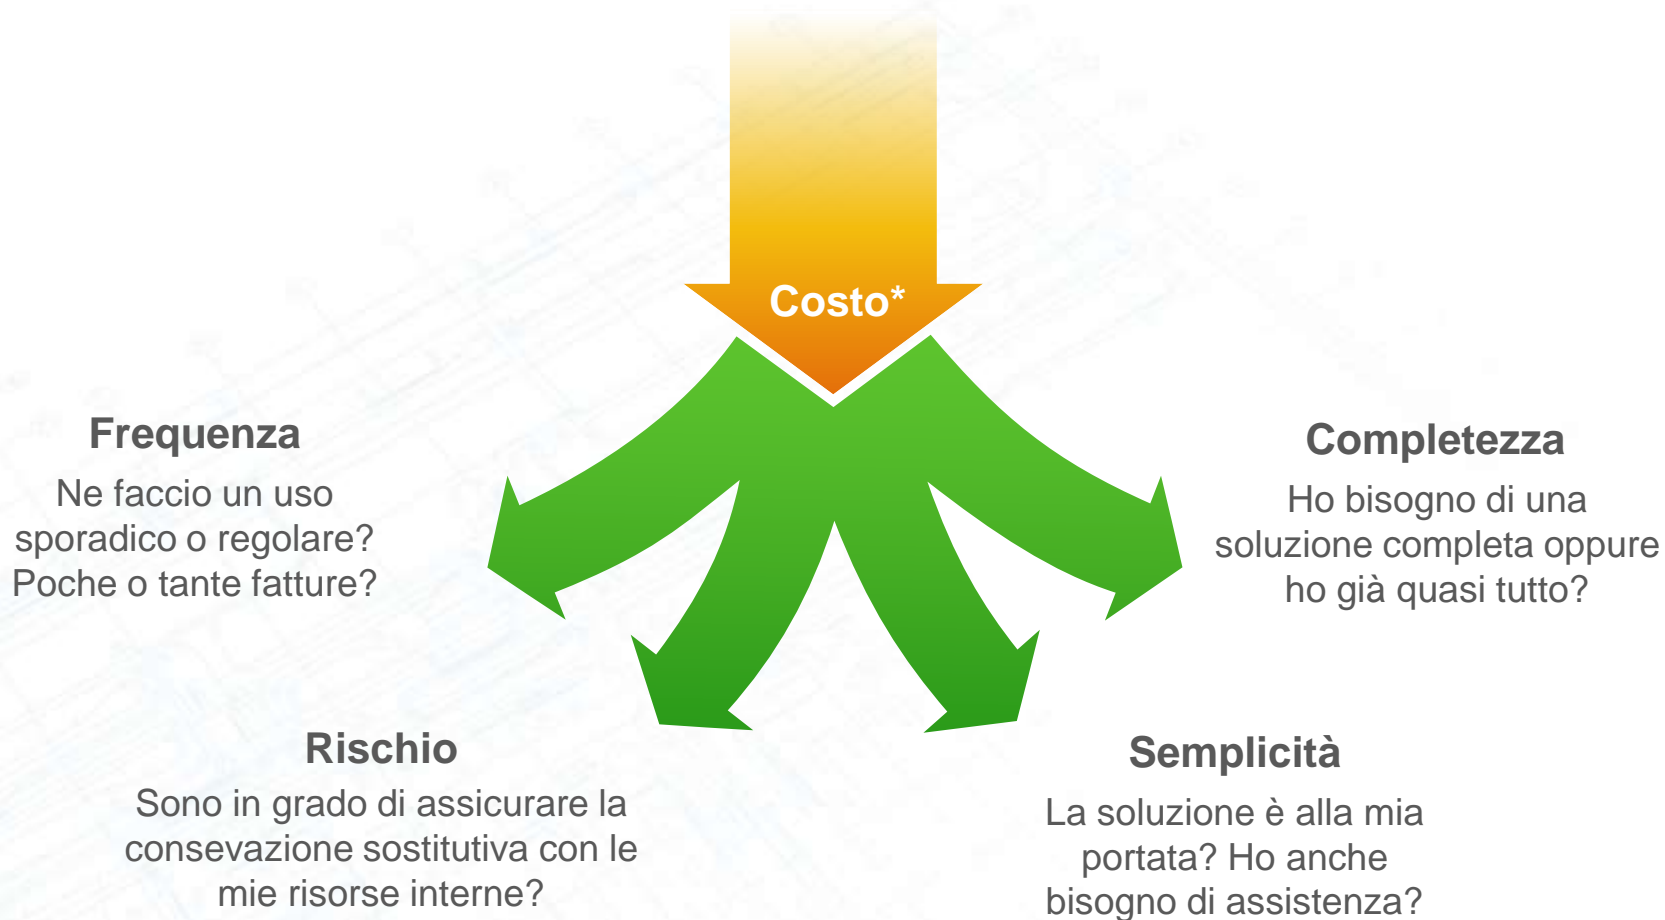 Costo*
Frequenza
Ne faccio un uso
sporadico o regolare?
Poche o tante fatture?
Completezza
Ho bisogno di una
soluzione completa oppure
ho già quasi tutto?
Rischio
Sono in grado di assicurare la
consevazione sostitutiva con le
mie risorse interne?
Semplicità
La soluzione è alla mia
portata? Ho anche
bisogno di assistenza?